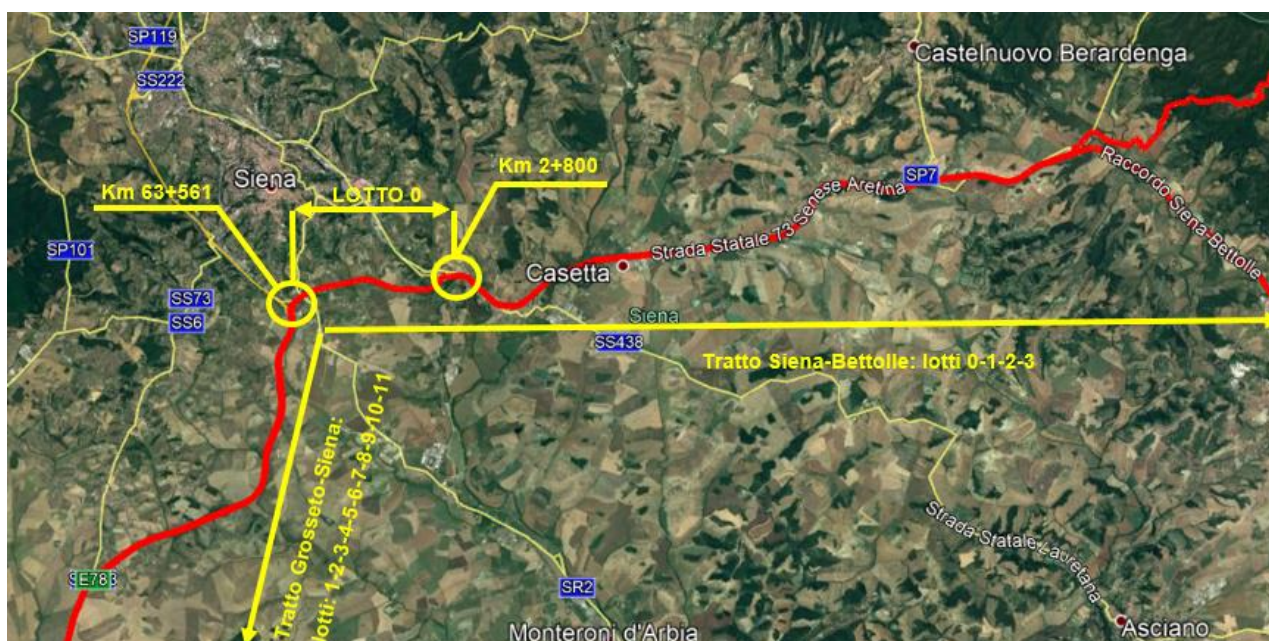 SP119
SS222
Castelnuovo Berardenga
Km 63+561
Siena
LOTTO 0
Km 2+800
SP7
Raccordo Siena-Bettolle
Strada Statale 73 Senese Aretina
SP101
Casetta
SS73
SS6
Siena
SS438
Tratto Siena-Bettolle: lotti 0-1-2-3
Tratto Grosseto-Siena:
lotti: 1-2-3-4-5-6-7-8-9-10-11
Strada Statale Lauretana
E78
SR2
Monteroni d'Arbia
Asciano